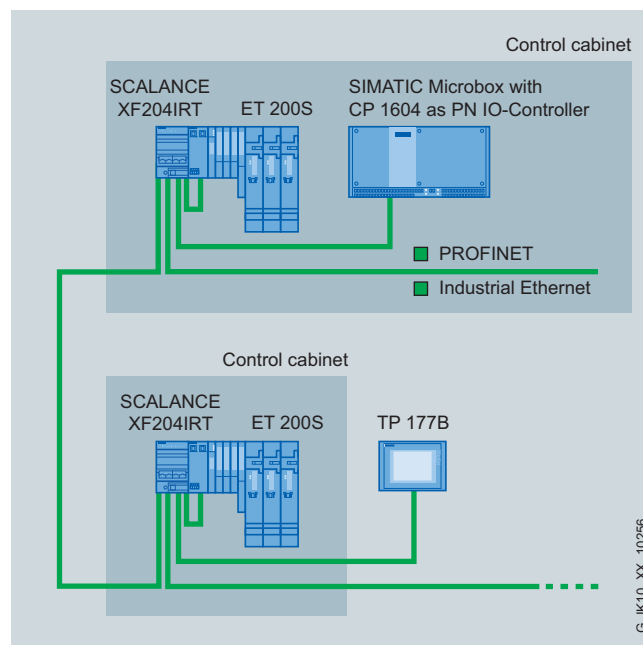 Control cabinet
SCALANCE
XF204IRT
ET 200S
SIMATIC Microbox with
CP 1604 as PN IO-Controller
PROFINET
Industrial Ethernet
Control cabinet
SCALANCE
XF204IRT
ET 200S
TP 177B
G_IK10_XX_10256